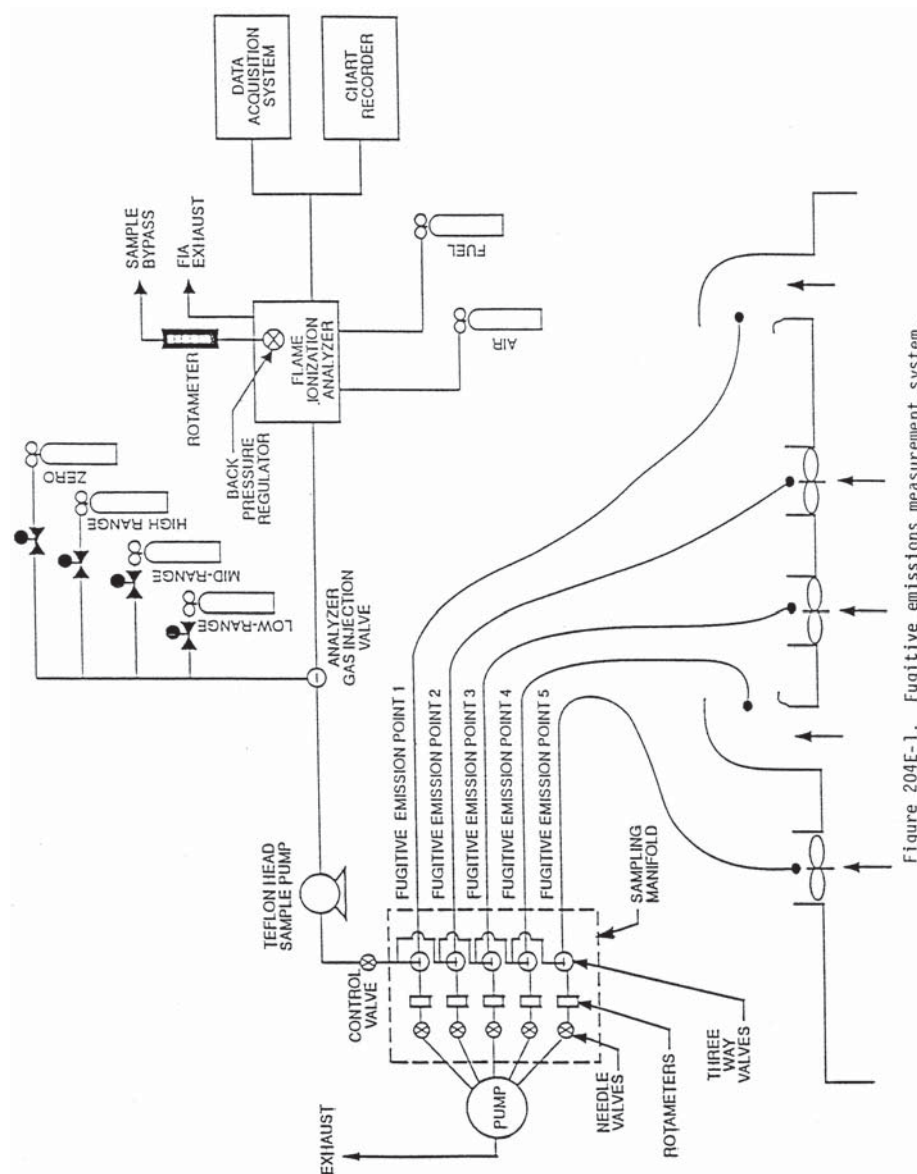 DATA
ACQUISITION
SYSTEM
CHART
RECORDER
SAMPLE
BYPASS
FIA
EXHAUST
ROTAMETER
FLAME
IONIZATION
ANALYZER
BACK
PRESSURE
REGULATOR
FUEL
AIR
ZERO
HIGH RANGE
MID-RANGE
LOW-RANGE
ANALYZER
GAS INJECTION
VALVE
TEFLON HEAD
SAMPLE PUMP
CONTROL
VALVE
FUGITIVE EMISSION POINT 1
FUGITIVE EMISSION POINT 2
FUGITIVE EMISSION POINT 3
FUGITIVE EMISSION POINT 4
FUGITIVE EMISSION POINT 5
SAMPLING
MANIFOLD
EXHAUST
PUMP
NEEDLE
VALVES
ROTAMETERS
THREE
WAY
VALVES
Figure 204E-1. Fugitive emissions measurement system